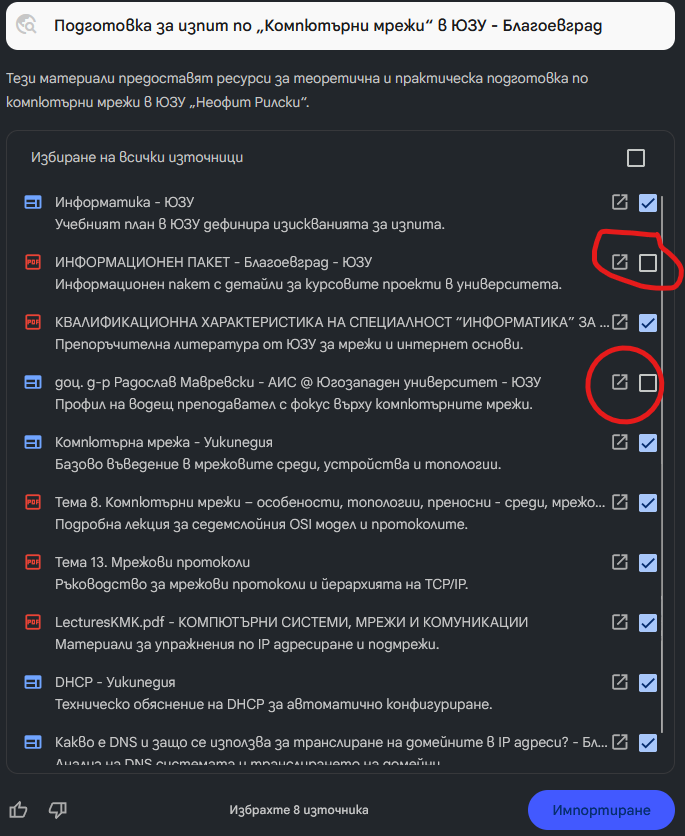 Подготовка за изпит по „Компютърни мрежи“ в ЮЗУ - Благоевград
Тези материали предоставят ресурси за теоретична и практическа подготовка по
компютърни мрежи в ЮЗУ „Неофит Рилски“.
Избиране на всички източници
Информатика - ЮЗУ
Учебният план в ЮЗУ дефинира изискванията за изпита.
PDF ИНФОРМАЦИОНЕН ПАКЕТ - Благоевград - ЮЗУ
Информационен пакет с детайли за курсовите проекти в университета.
PDF КВАЛИФИКАЦИОННА ХАРАКТЕРИСТИКА НА СПЕЦИАЛНОСТ “ИНФОРМАТИКА” ЗА ...
Препоръчителна литература от ЮЗУ за мрежи и интернет основи.
доц. д-р Радослав Мавревски - АИС @ Югозападен университет - ЮЗУ
Профил на водещ преподавател с фокус върху компютърните мрежи.
Компютърна мрежа - Уикипедия
Базово въведение в мрежовите среди, устройства и топологии.
PDF Тема 8. Компютърни мрежи – особености, топологии, преносни - среди, мрежо...
Подробна лекция за седемслойния OSI модел и протоколите.
PDF Тема 13. Мрежови протоколи
Ръководство за мрежови протоколи и йерархията на TCP/IP.
PDF LecturesKMK.pdf - КОМПЮТЪРНИ СИСТЕМИ, МРЕЖИ И КОМУНИКАЦИИ
Материали за упражнения по IP адресиране и подмрежи.
DHCP - Уикипедия
Техническо обяснение на DHCP за автоматично конфигуриране.
Какво е DNS и защо се използва за транслиране на домейните в IP адреси? - Бл...
Анализ на DNS системата и транслирането на домейни.
Избрахте 8 източника
Импортиране